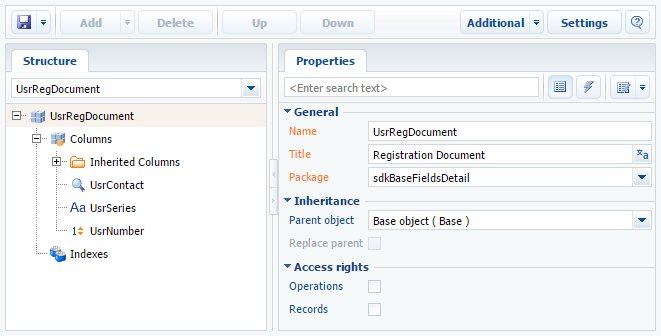 Add Delete Up Down Additional Settings ?
Structure
UsrRegDocument
UsrRegDocument
Columns
Inherited Columns
UsrContact
Aa UsrSeries
1 UsrNumber
Indexes
Properties
<Enter search text>
General
Name UsrRegDocument
Title Registration Document
Package sdkBaseFieldsDetail
Inheritance
Parent object Base object ( Base )
Replace parent
Access rights
Operations
Records